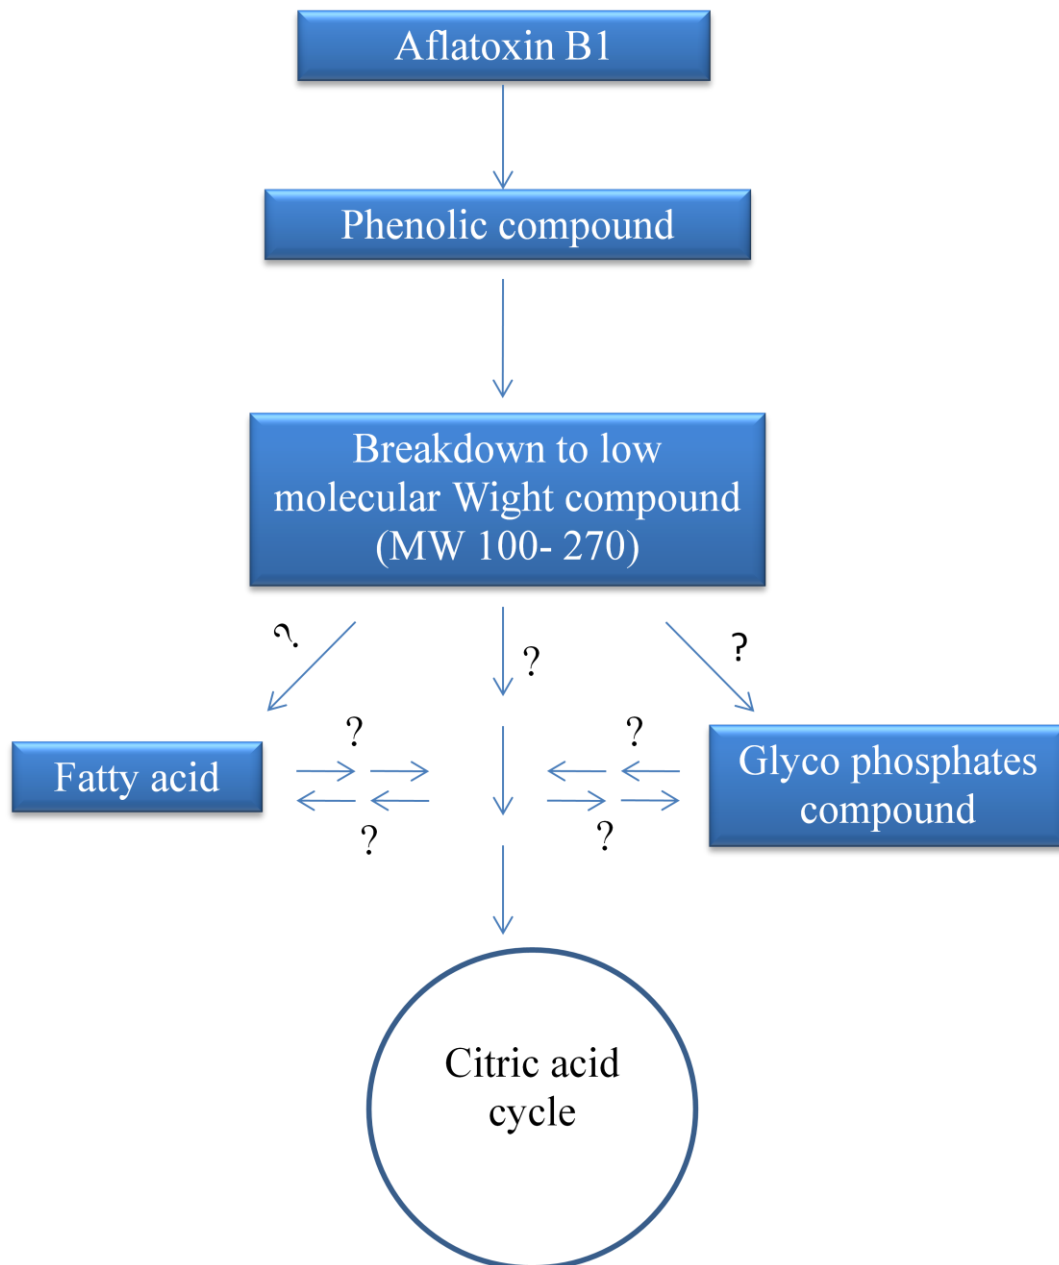 Aflatoxin B1
Phenolic compound
Breakdown to low
molecular Wight compound
(MW 100- 270)
?
?
?
?
?
Fatty acid
Glyco phosphates
compound
?
?
Citric acid
cycle